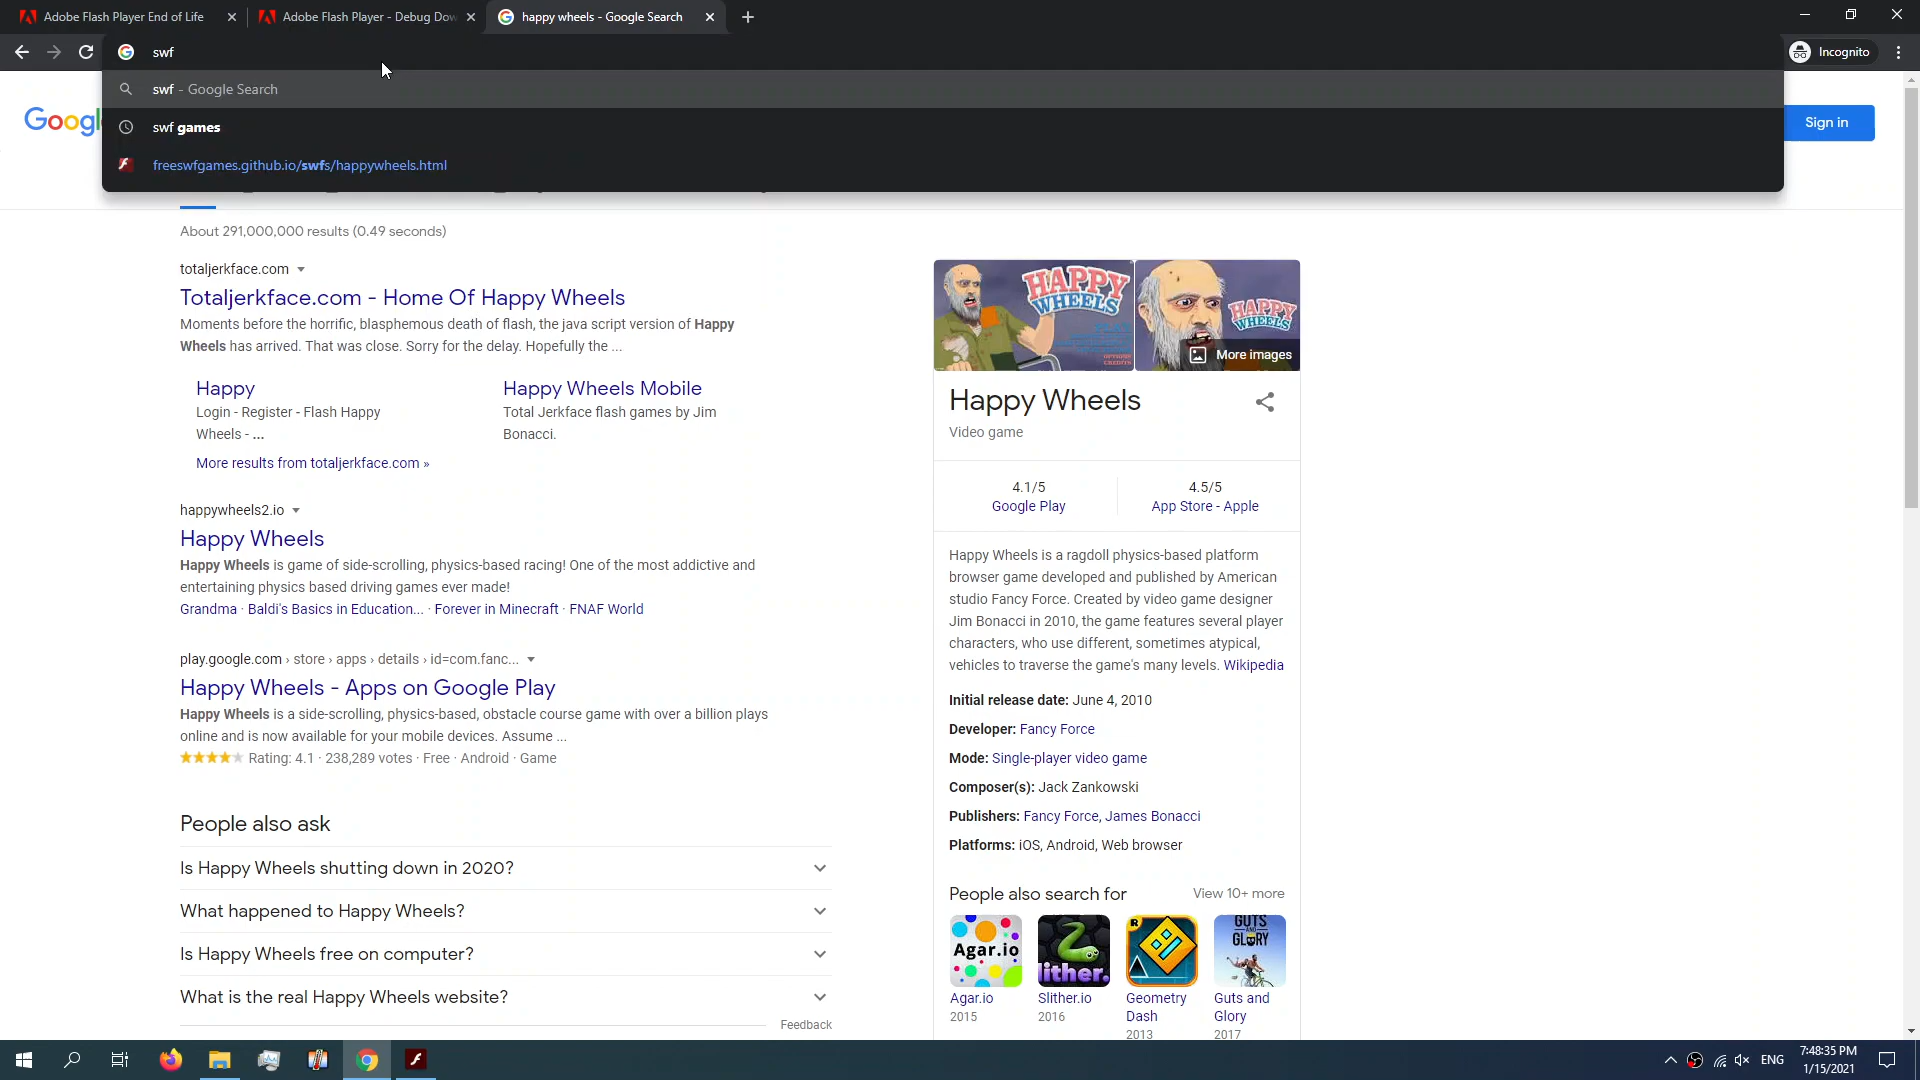 Adobe Flash Player End of Life
Adobe Flash Player - Debug Dow
happy wheels - Google Search
swf
Incognito
swf - Google Search
swf games
freeswfgames.github.io/swfs/happywheels.html
Googl
Sign in
About 291,000,000 results (0.49 seconds)
totaljerkface.com
Totaljerkface.com - Home Of Happy Wheels
Moments before the horrific, blasphemous death of flash, the java script version of Happy
Wheels has arrived. That was close. Sorry for the delay. Hopefully the ...
Happy
Login - Register - Flash Happy
Wheels - ...
Happy Wheels Mobile
Total Jerkface flash games by Jim
Bonacci.
More results from totaljerkface.com »
happywheels2.io
Happy Wheels
Happy Wheels is game of side-scrolling, physics-based racing! One of the most addictive and
entertaining physics based driving games ever made!
Grandma · Baldi's Basics in Education... · Forever in Minecraft · FNAF World
play.google.com › store › apps › details › id=com.fanc...
Happy Wheels - Apps on Google Play
Happy Wheels is a side-scrolling, physics-based, obstacle course game with over a billion plays
online and is now available for your mobile devices. Assume ...
Rating: 4.1 · 238,289 votes · Free · Android · Game
People also ask
Is Happy Wheels shutting down in 2020?
What happened to Happy Wheels?
Is Happy Wheels free on computer?
What is the real Happy Wheels website?
Feedback
HAPPY
WHEELS
HAPPY
WHEELS
More images
Happy Wheels
Video game
4.1/5
Google Play
4.5/5
App Store - Apple
Happy Wheels is a ragdoll physics-based platform
browser game developed and published by American
studio Fancy Force. Created by video game designer
Jim Bonacci in 2010, the game features several player
characters, who use different, sometimes atypical,
vehicles to traverse the game's many levels. Wikipedia
Initial release date: June 4, 2010
Developer: Fancy Force
Mode: Single-player video game
Composer(s): Jack Zankowski
Publishers: Fancy Force, James Bonacci
Platforms: iOS, Android, Web browser
People also search for
View 10+ more
Agar.io
lither.
GUTS
AND
GLORY
Agar.io
2015
Slither.io
2016
Geometry
Dash
2013
Guts and
Glory
2017
ENG
7:48:35 PM
1/15/2021